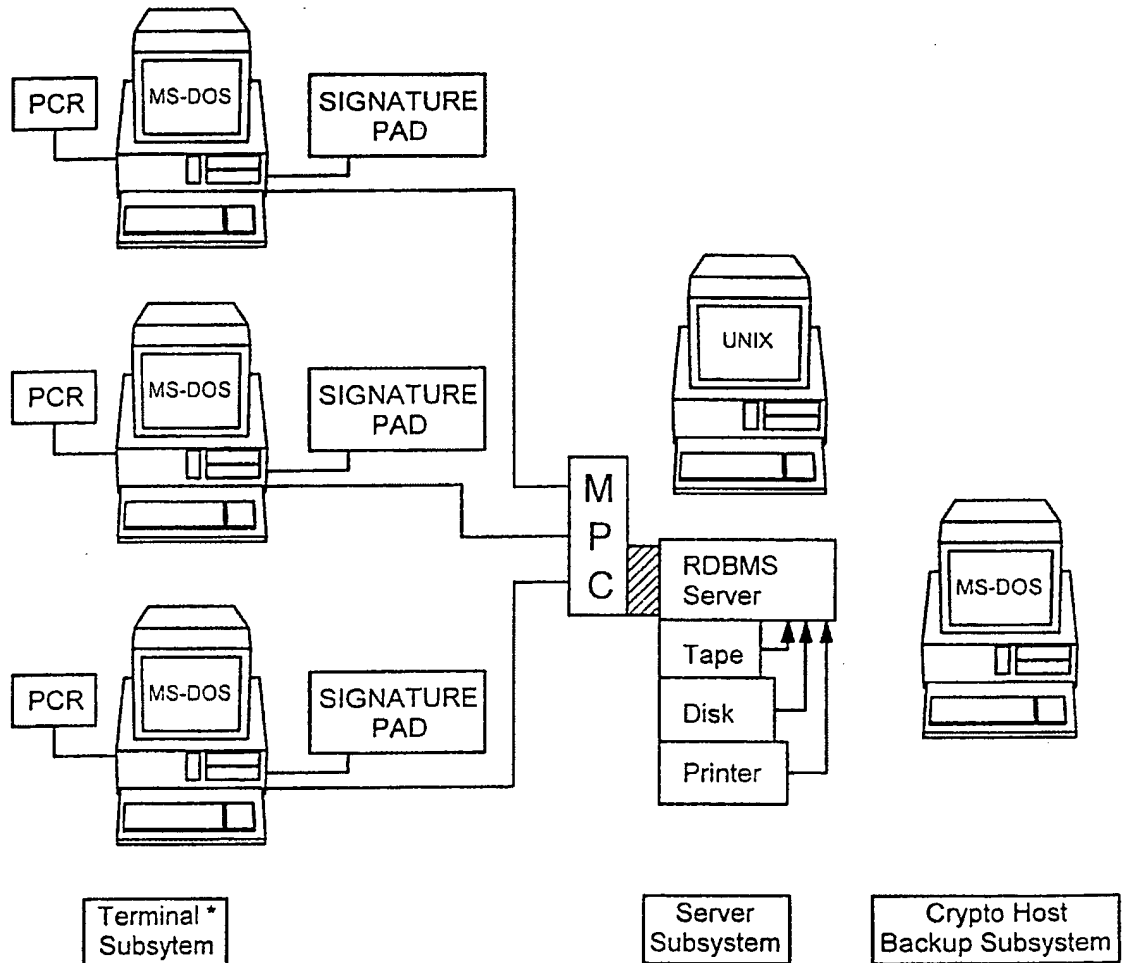 PCR
MS-DOS
SIGNATURE
PAD
PCR
MS-DOS
SIGNATURE
PAD
PCR
MS-DOS
SIGNATURE
PAD
M
P
C
UNIX
RDBMS
Server
Tape
Disk
Printer
MS-DOS
Terminal *
Subsytem
Server
Subsystem
Crypto Host
Backup Subsystem